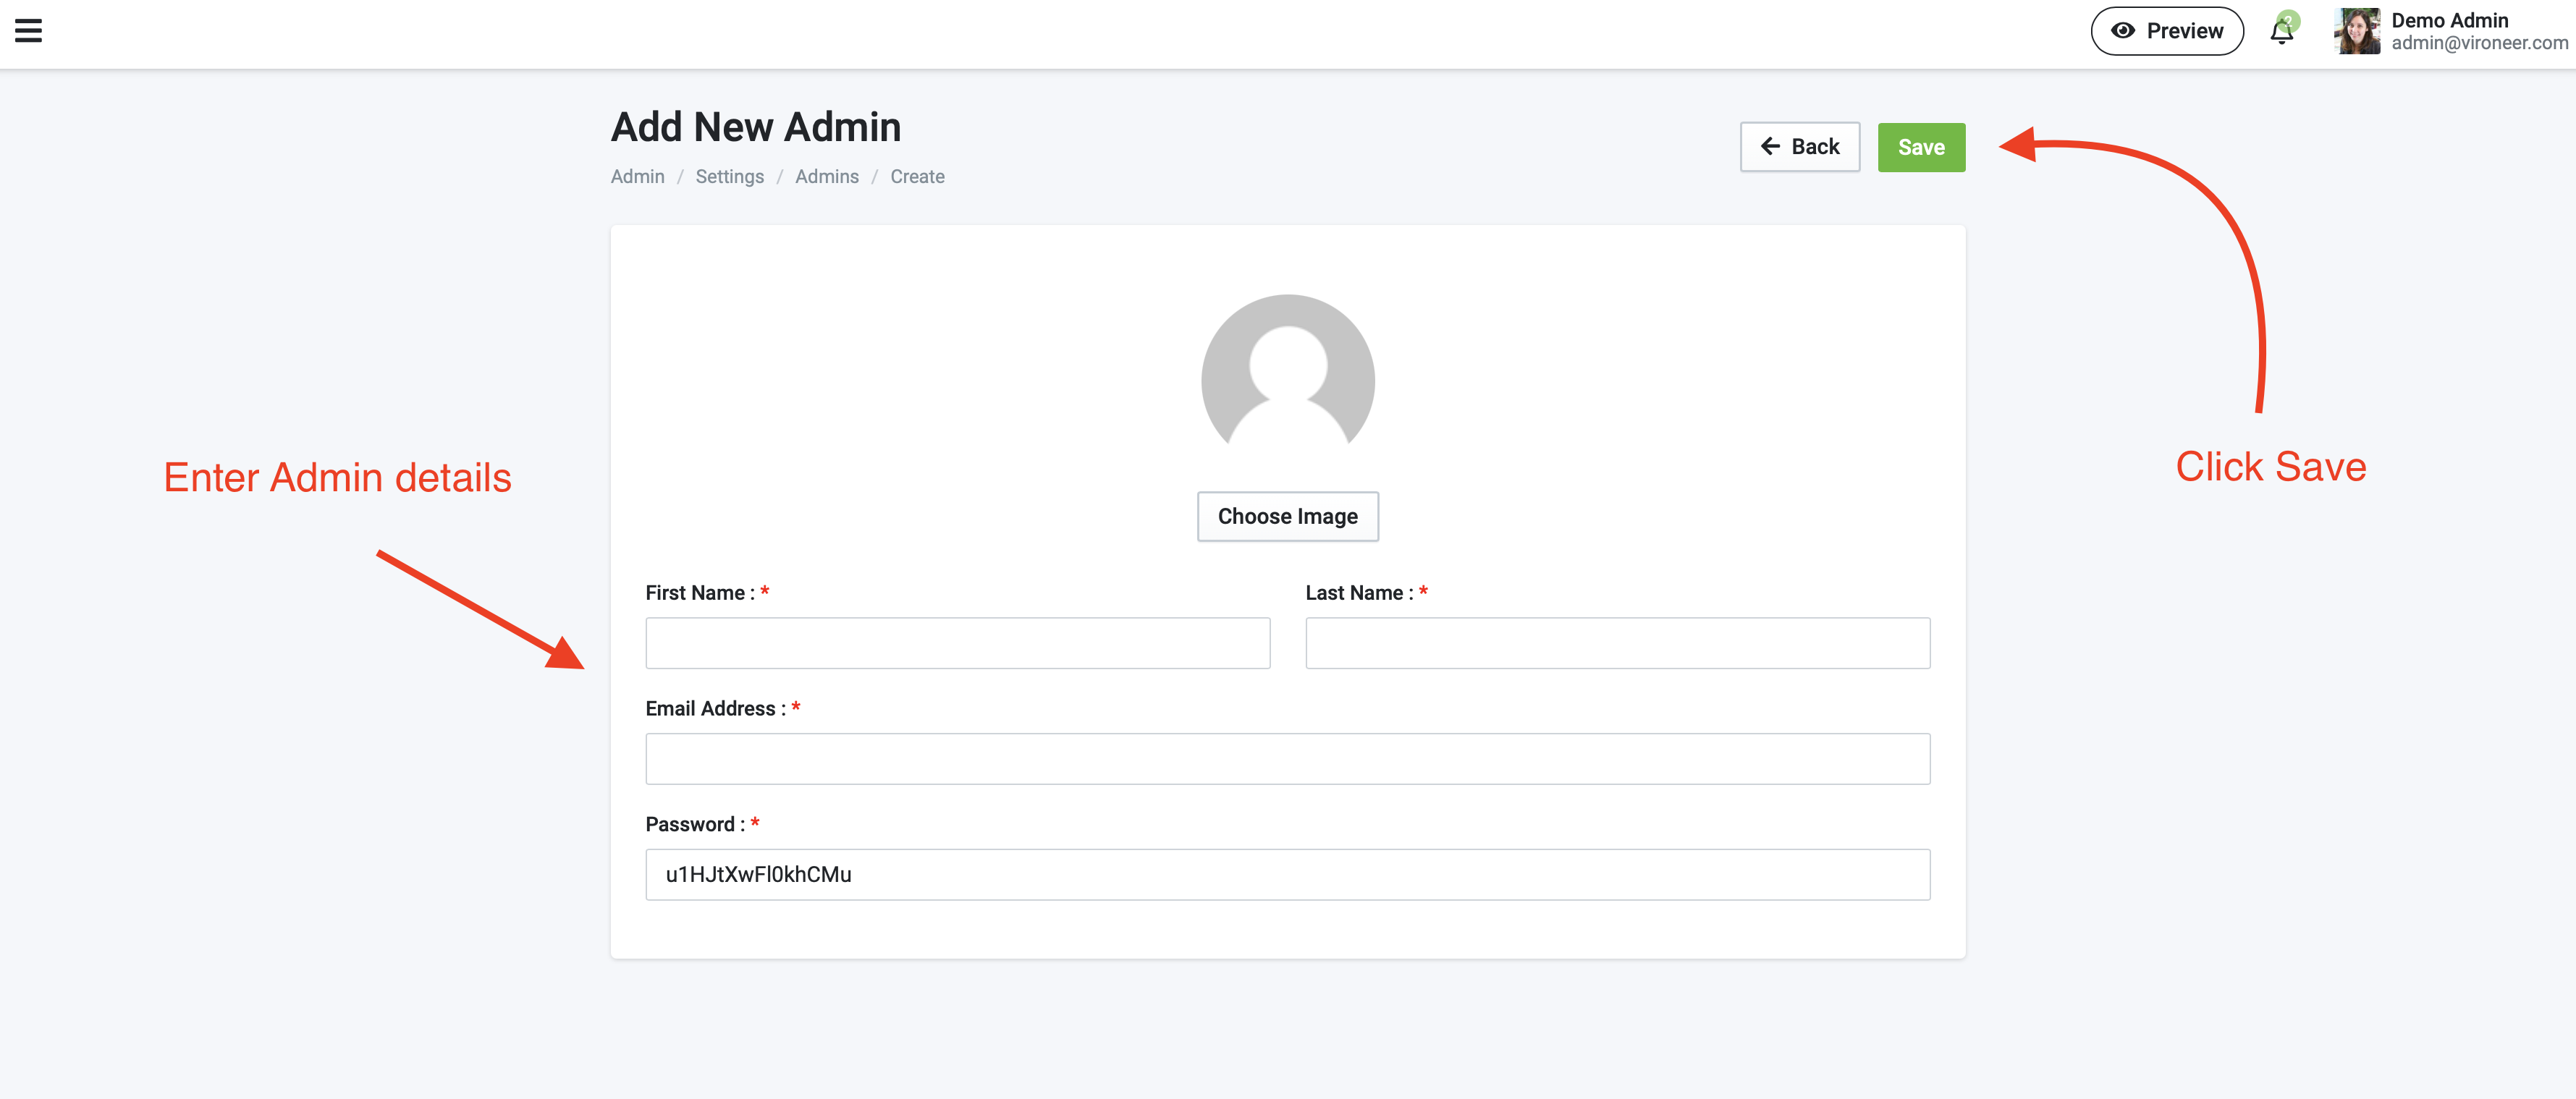 Preview
2
Demo Admin
admin@vironeer.com
Add New Admin
Admin / Settings / Admins / Create
Back
Save
Enter Admin details
Click Save
Choose Image
First Name : *
Last Name : *
Email Address : *
Password : *
u1HJtXwFl0khCMu